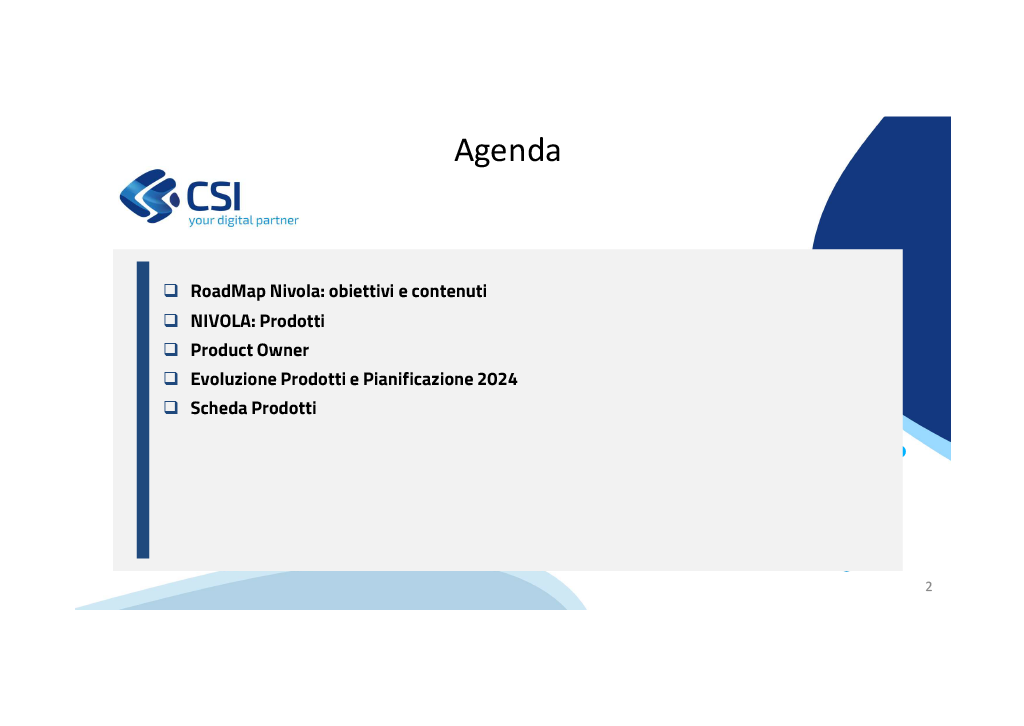 Agenda
CSI
your digital partner
❑ RoadMap Nivola: obiettivi e contenuti
❑ NIVOLA: Prodotti
❑ Product Owner
❑ Evoluzione Prodotti e Pianificazione 2024
❑ Scheda Prodotti
2